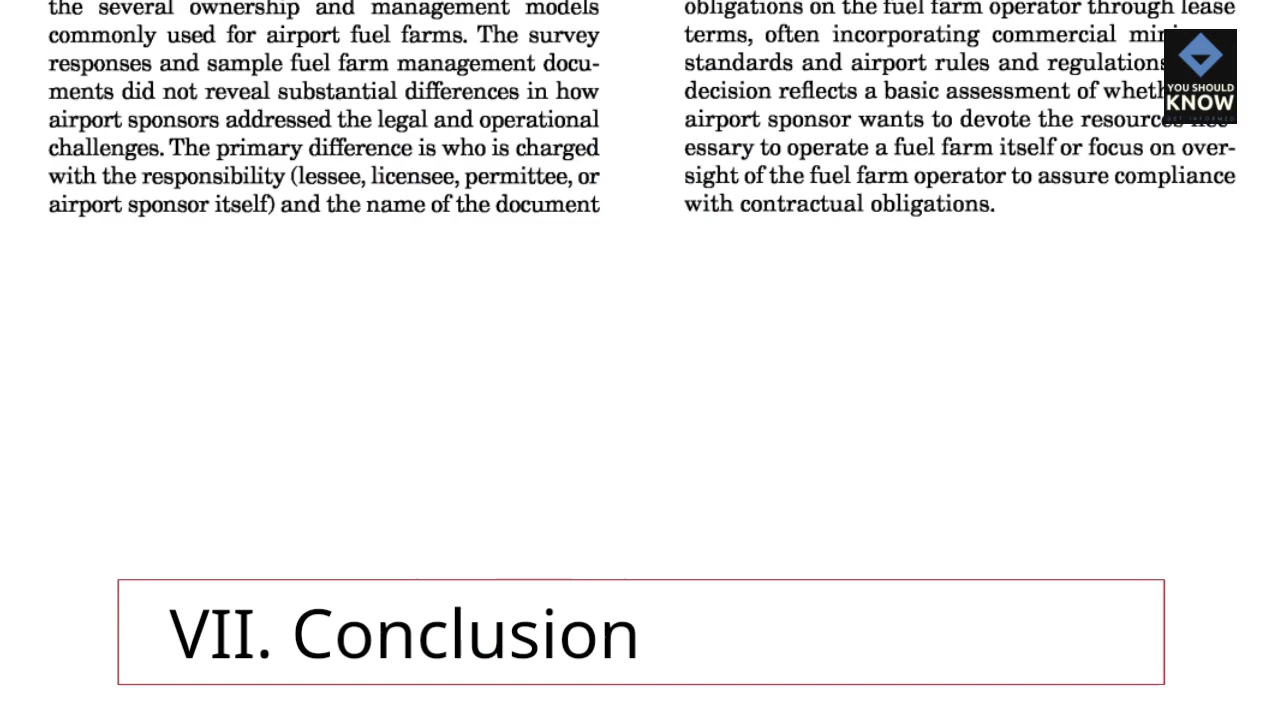 the several ownership and management models
commonly used for airport fuel farms. The survey
responses and sample fuel farm management docu-
ments did not reveal substantial differences in how
airport sponsors addressed the legal and operational
challenges. The primary difference is who is charged
with the responsibility (lessee, licensee, permittee, or
airport sponsor itself) and the name of the document
obligations on the fuel farm operator through lease
terms, often incorporating commercial
standards and airport rules and regulations
decision reflects a basic assessment of
airport sponsor wants to devote the
essary to operate a fuel farm itself or focus on over-
sight of the fuel farm operator to assure compliance
with contractual obligations.
YOU SHOULD
KNOW
GET INFORMED
VII. Conclusion